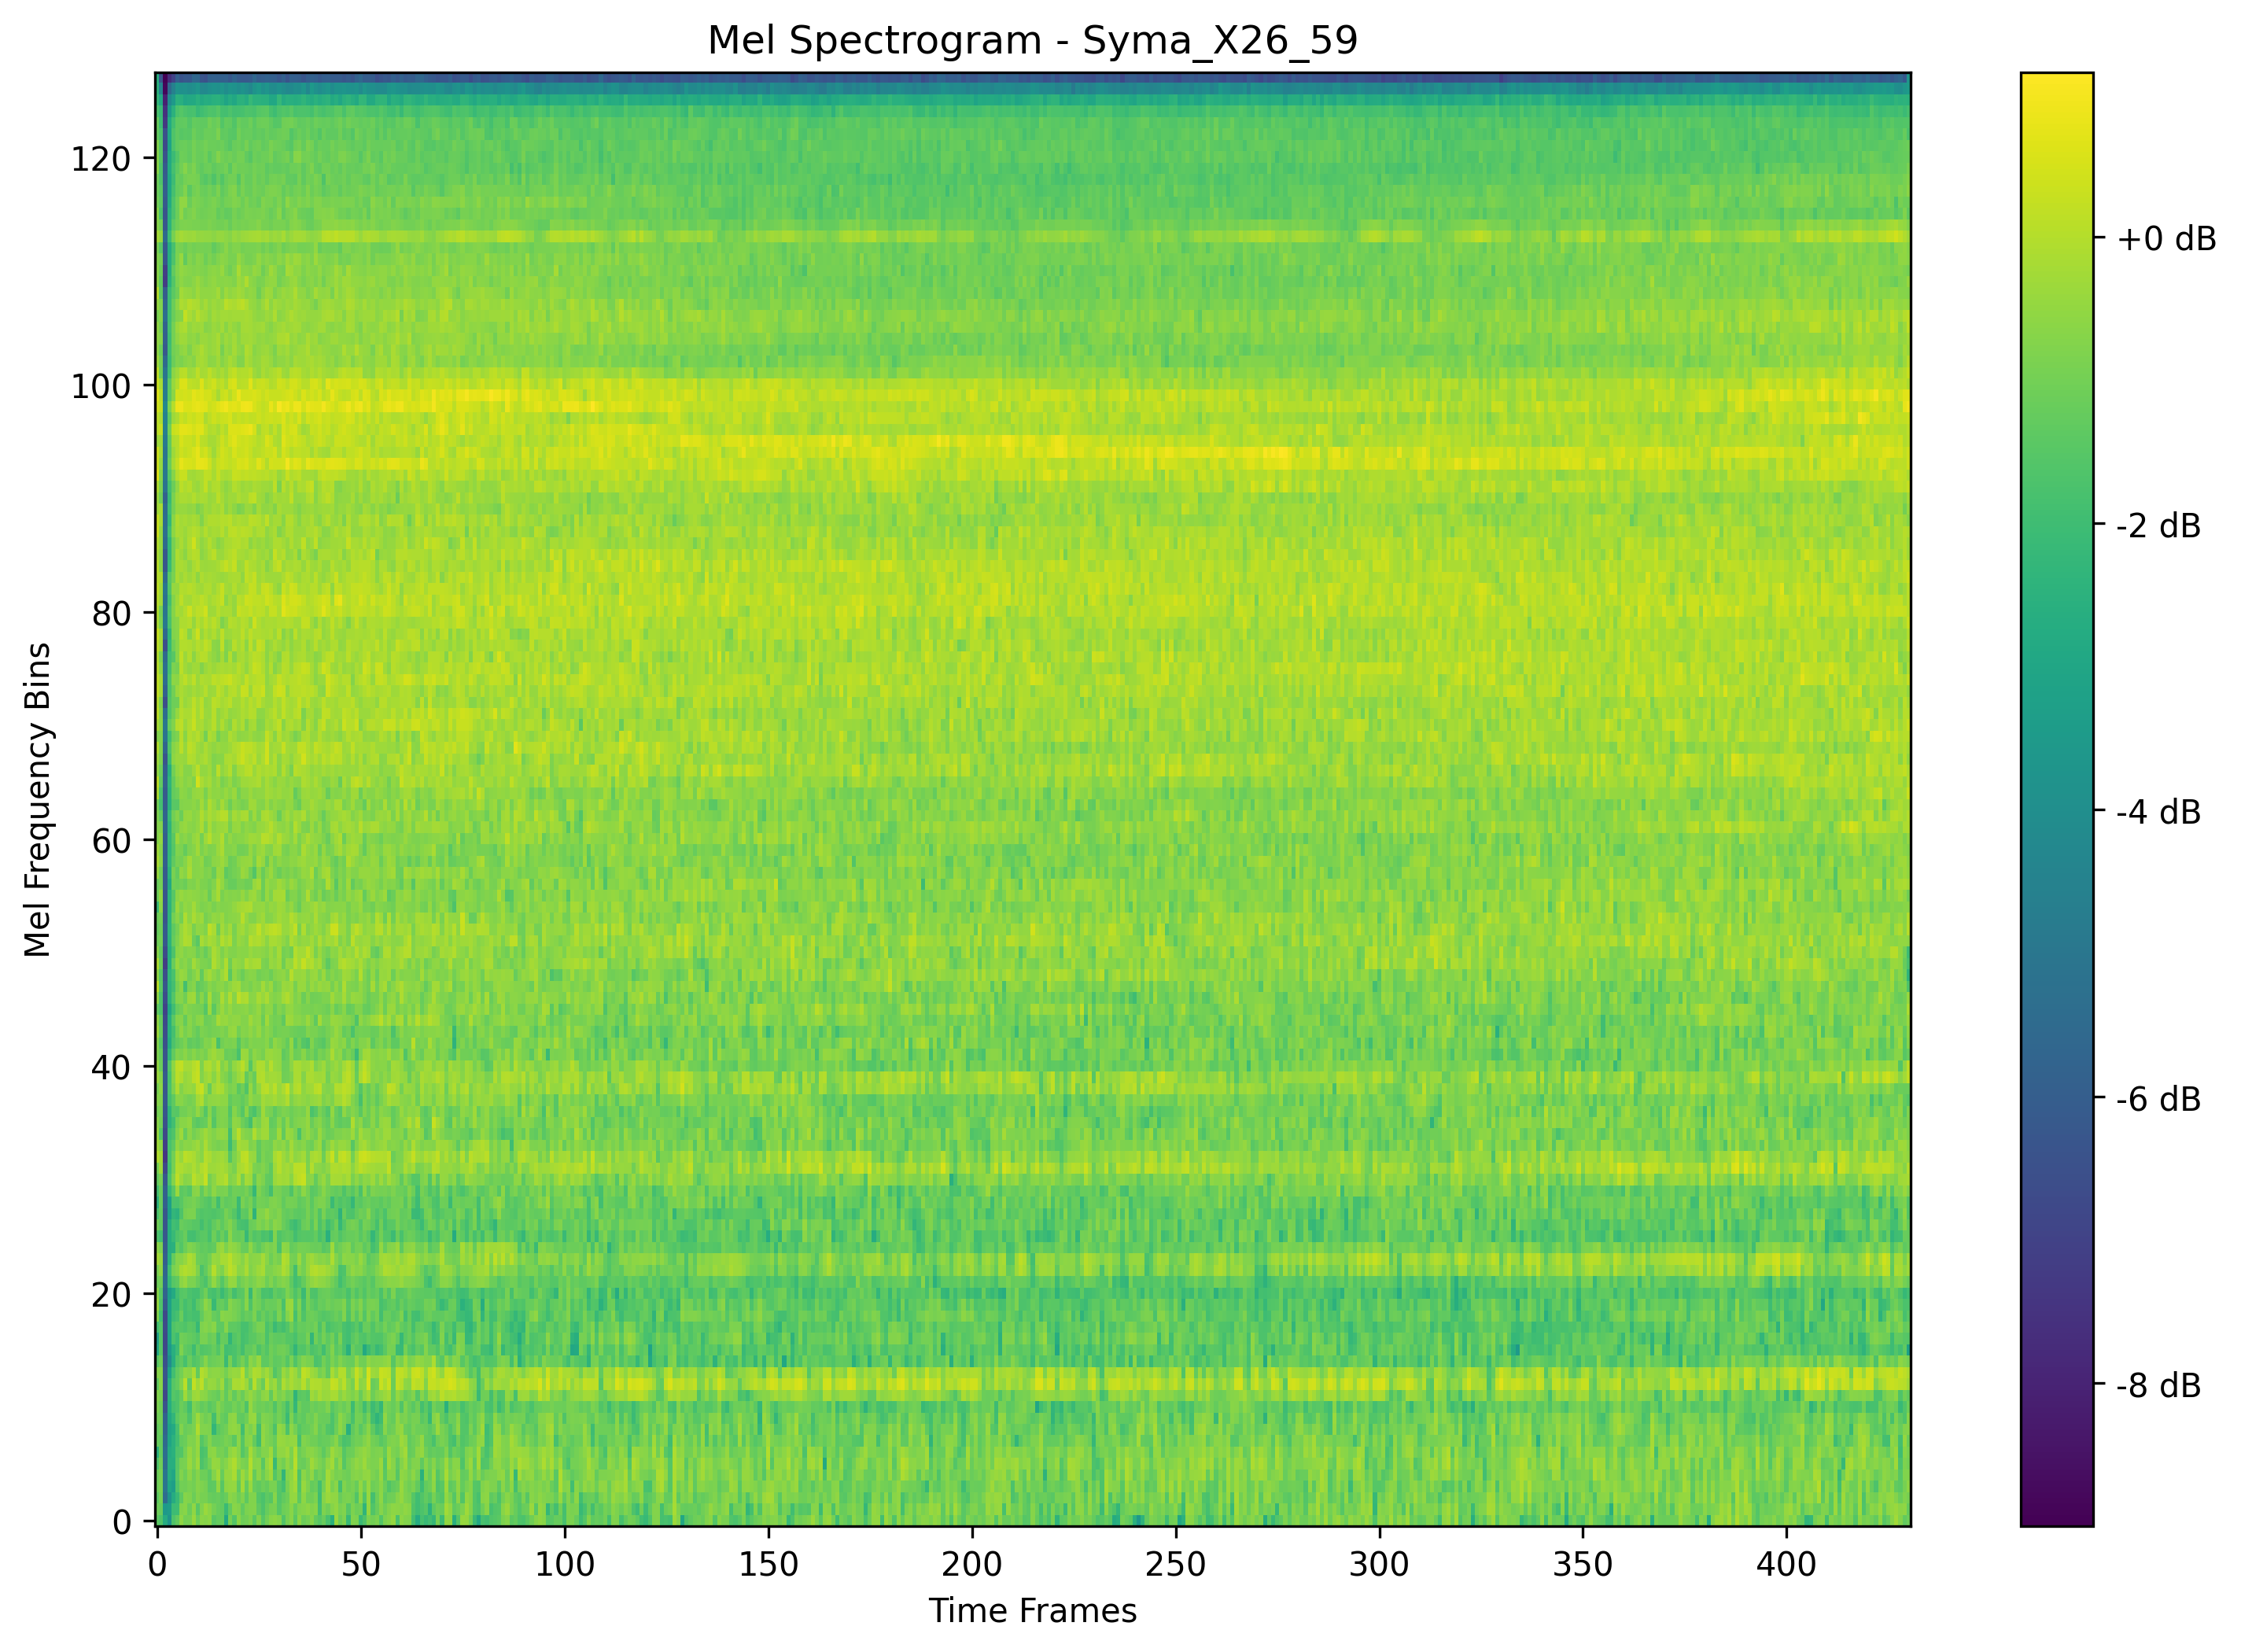 Mel Spectrogram - Syma_X26_59
Mel Frequency Bins
120
100
80
60
40
20
0
0 50 100 150 200 250 300 350 400
Time Frames
+0 dB
-2 dB
-4 dB
-6 dB
-8 dB